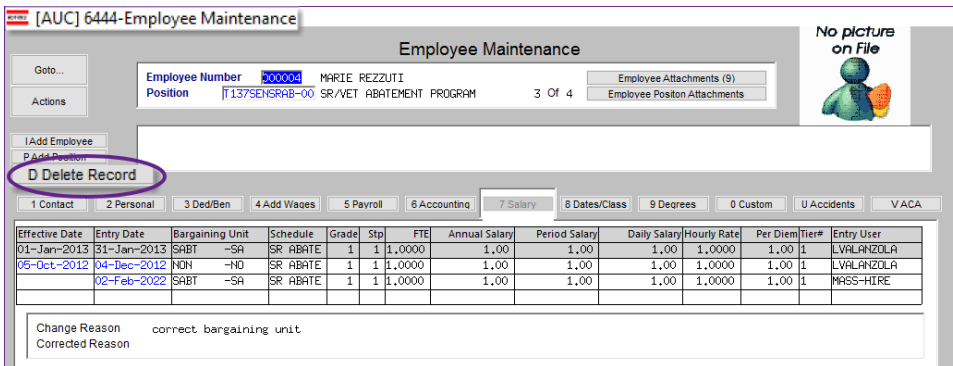 [AUC] 6444-Employee Maintenance
Employee Maintenance
No picture
on File
Goto...
Actions
Employee Number 000004 MARIE REZZUTI
Employee Attachments (9)
Position T137SENSRAB-00 SR/VET ABATEMENT PROGRAM 3 Of 4
Employee Positon Attachments
I Add Employee
P Add Position
D Delete Record
1 Contact 2 Personal 3 Ded/Ben 4 Add Wages 5 Payroll 6 Accounting 7 Salary 8 Dates/Class 9 Degrees 0 Custom U Accidents V ACA
Effective Date Entry Date Bargaining Unit Schedule Grade Stp FTE Annual Salary Period Salary Daily Salary Hourly Rate Per Diem Tier# Entry User
01-Jan-2013 31-Jan-2013 SABT -SA SR ABATE 1 1 1.0000 1.00 1.00 1.00 1.0000 1.00 1 LVALANZOLA
05-Oct-2012 04-Dec-2012 NON -NO SR ABATE 1 1 1.0000 1.00 1.00 1.00 1.0000 1.00 1 LVALANZOLA
02-Feb-2022 SABT -SA SR ABATE 1 1 1.0000 1.00 1.00 1.00 1.0000 1.00 1 MASS-HIRE
Change Reason correct bargaining unit
Corrected Reason